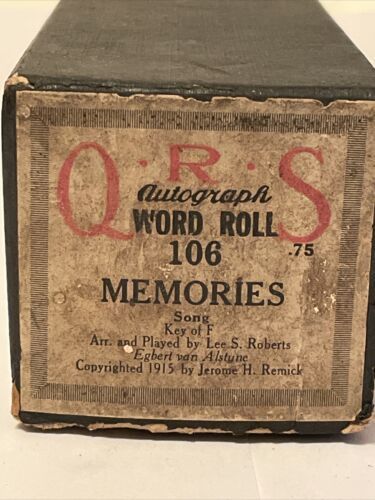 Q·R·S
Autograph
WORD ROLL
106 .75
MEMORIES
Song
Key of F
Arr. and Played by Lee S. Roberts
Egbert van Alstune
Copyrighted 1915 by Jerome H. Remick